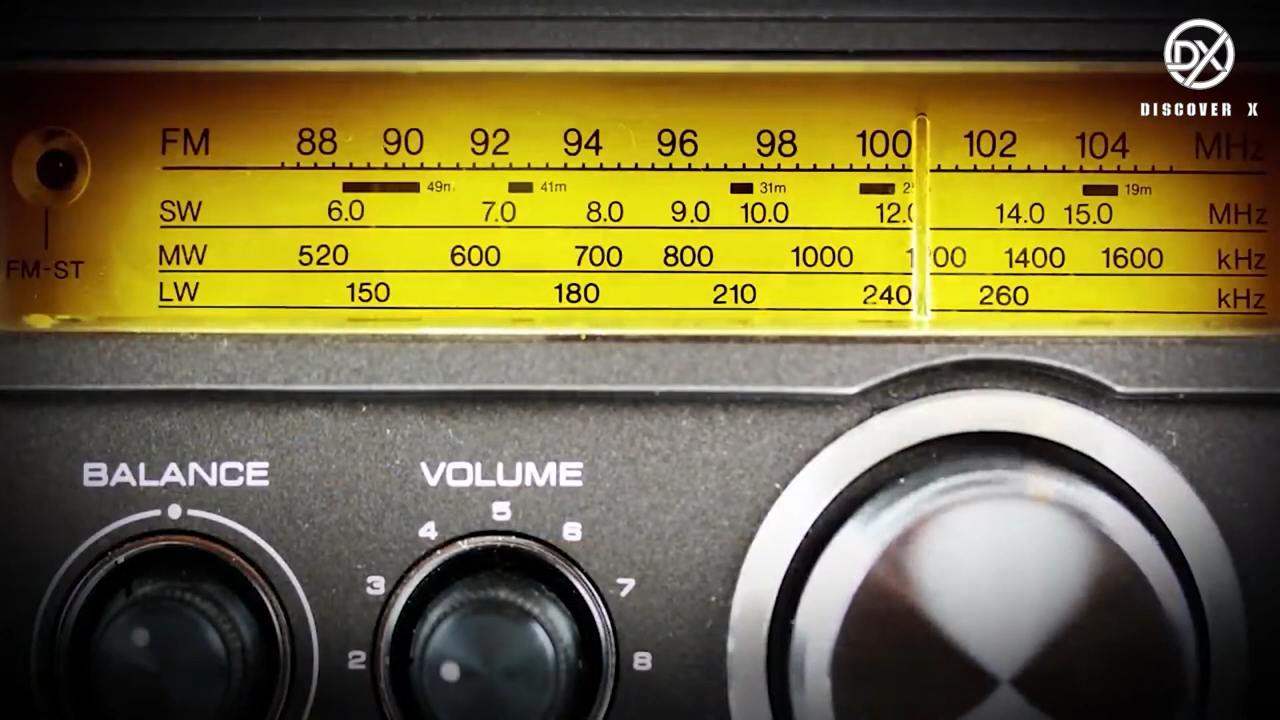 DX
DISCOVER X
FM 88 90 92 94 96 98 100 102 104 MHz
49m 41m 31m 19m
SW 6.0 7.0 8.0 9.0 10.0 14.0 15.0 MHz
MW 520 600 700 800 1000 1400 1600 kHz
LW 150 180 210 240 260 kHz
FM-ST
BALANCE VOLUME
5
4 6
3 7
2 8